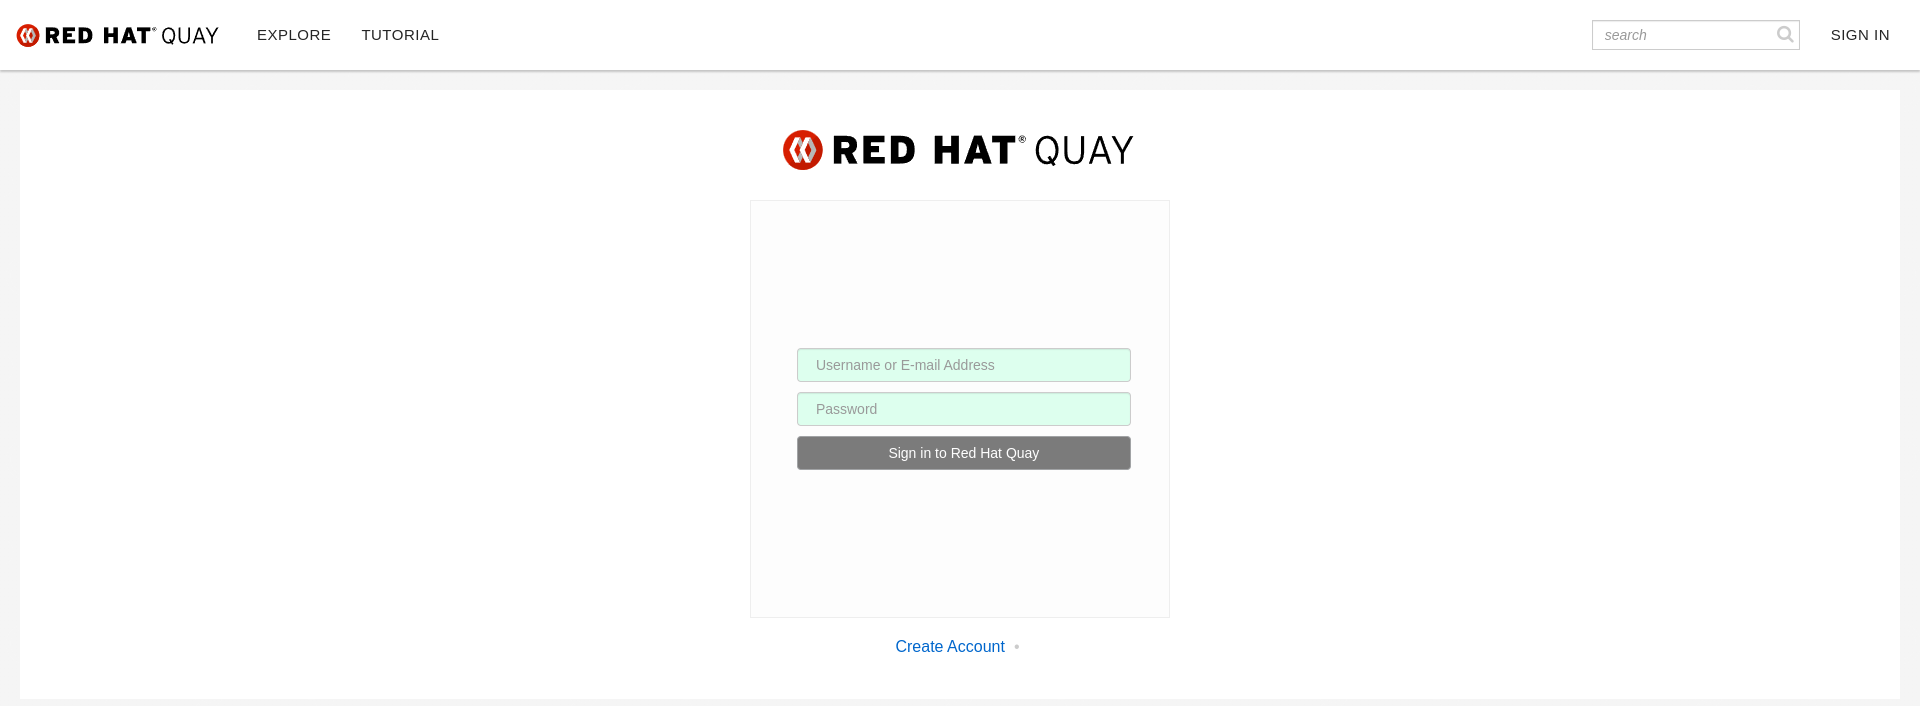 RED HAT® QUAY
EXPLORE
TUTORIAL
search
SIGN IN
RED HAT® QUAY
Username or E-mail Address
Password
Sign in to Red Hat Quay
Create Account •